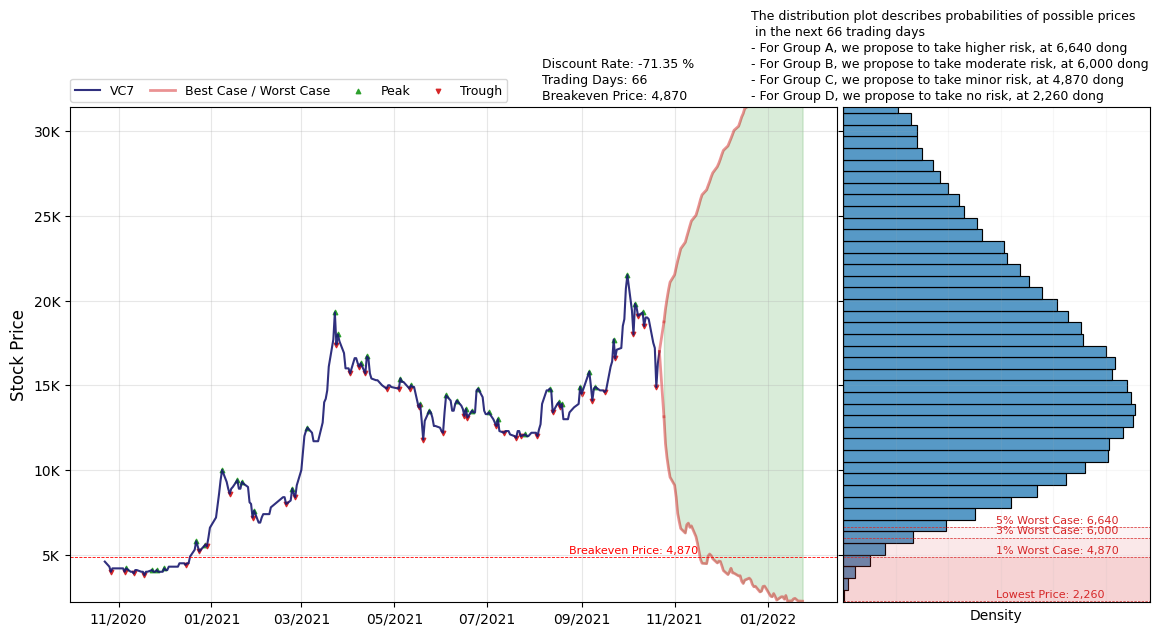 The distribution plot describes probabilities of possible prices
in the next 66 trading days
- For Group A, we propose to take higher risk, at 6,640 dong
- For Group B, we propose to take moderate risk, at 6,000 dong
- For Group C, we propose to take minor risk, at 4,870 dong
- For Group D, we propose to take no risk, at 2,260 dong
Discount Rate: -71.35 %
Trading Days: 66
Breakeven Price: 4,870
VC7 Best Case / Worst Case Peak Trough
Stock Price
30K
25K
20K
15K
10K
5K
Breakeven Price: 4,870
11/2020 01/2021 03/2021 05/2021 07/2021 09/2021 11/2021 01/2022
5% Worst Case: 6,640
3% Worst Case: 6,000
1% Worst Case: 4,870
Lowest Price: 2,260
Density